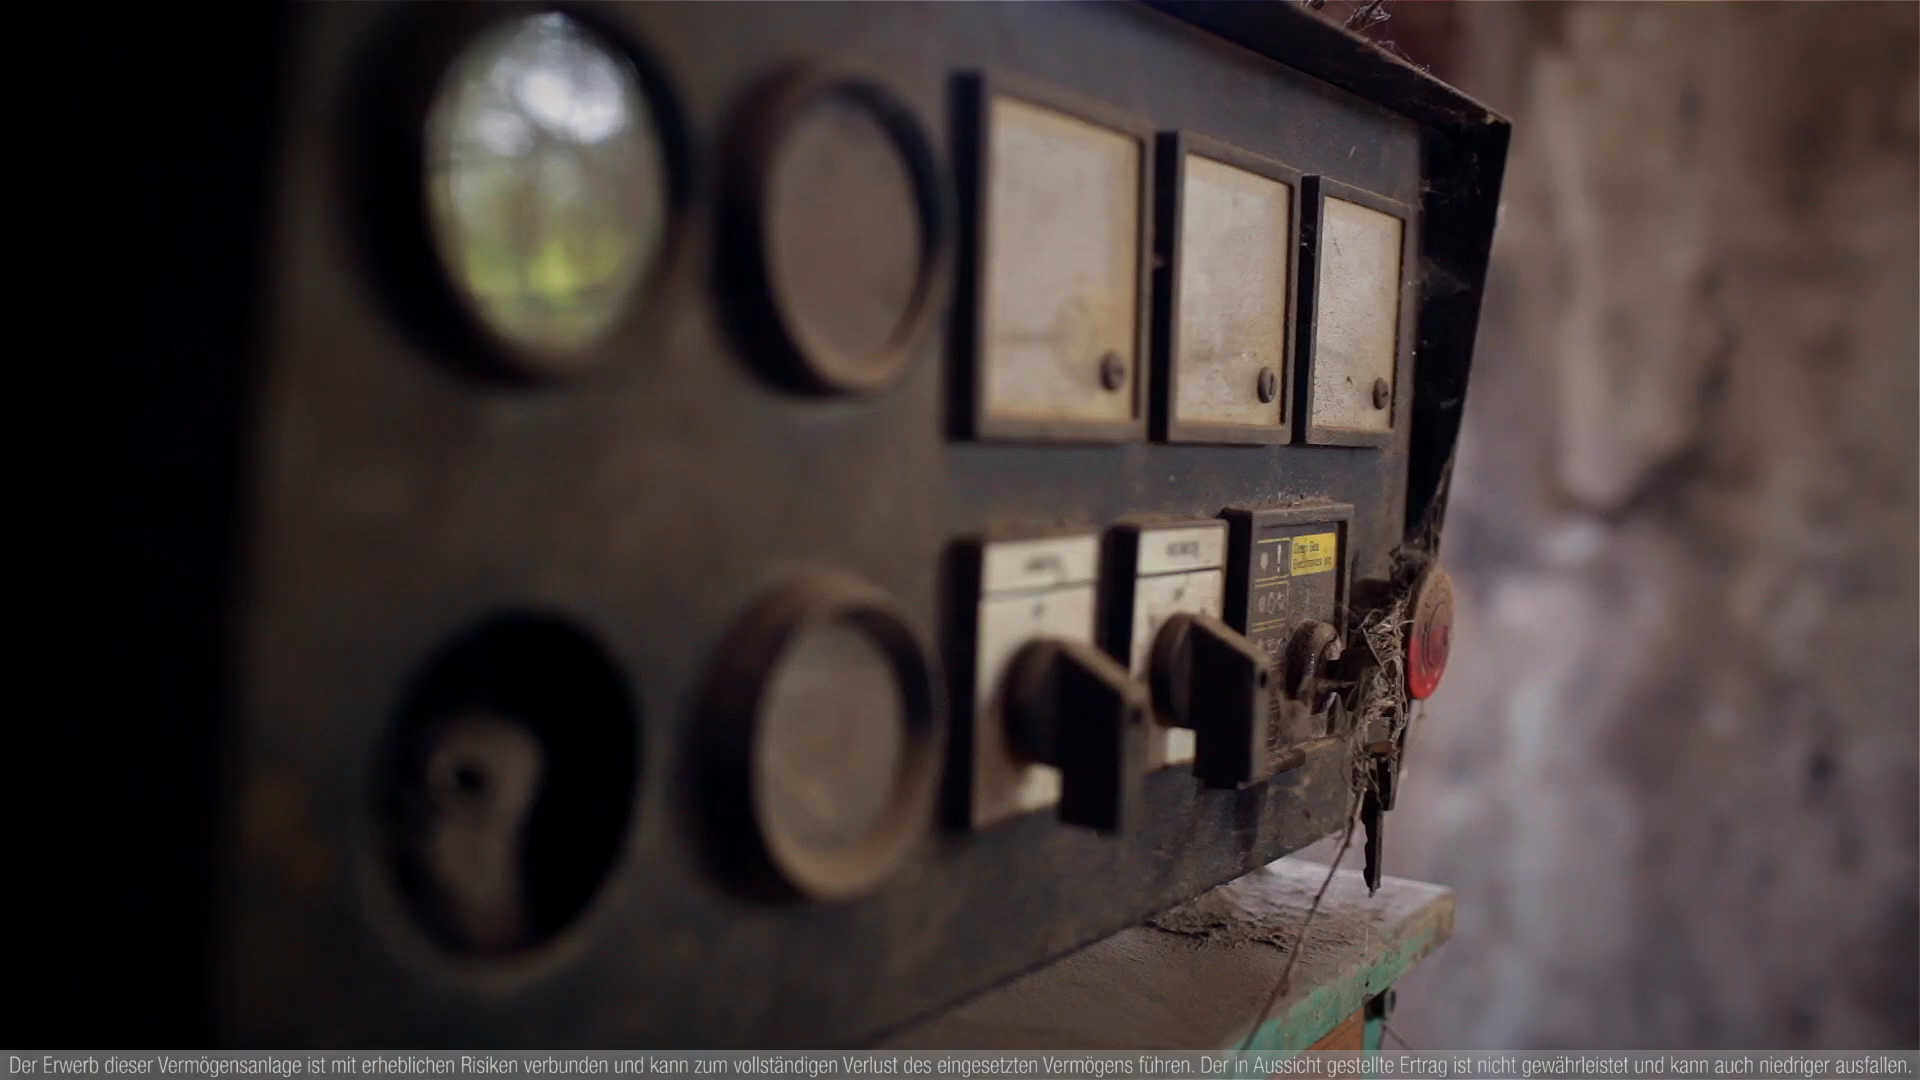 Der Erwerb dieser Vermögensanlage ist mit erheblichen Risiken verbunden und kann zum vollständigen Verlust des eingesetzten Vermögens führen. Der in Aussicht gestellte Ertrag ist nicht gewährleistet und kann auch niedriger ausfallen.